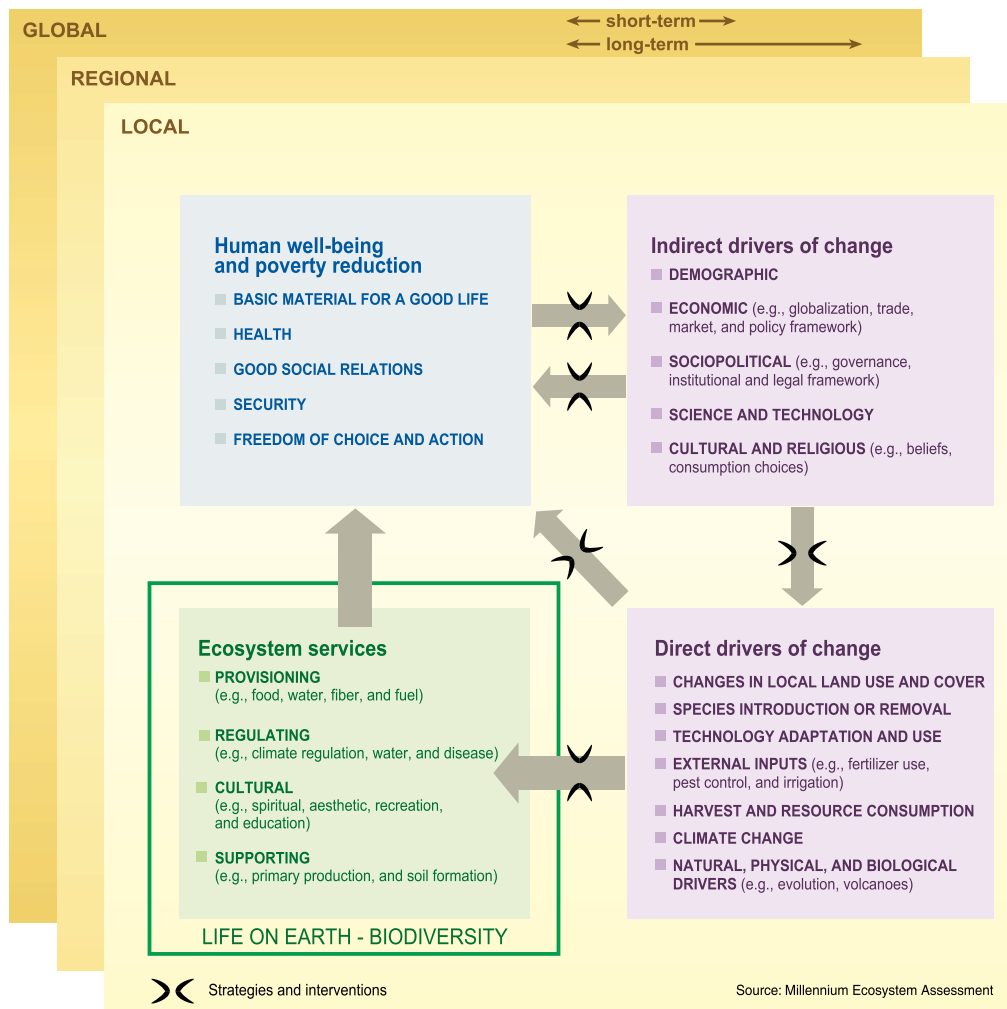 GLOBAL
short-term
long-term
REGIONAL
LOCAL
Human well-being
and poverty reduction
BASIC MATERIAL FOR A GOOD LIFE
HEALTH
GOOD SOCIAL RELATIONS
SECURITY
FREEDOM OF CHOICE AND ACTION
Indirect drivers of change
DEMOGRAPHIC
ECONOMIC (e.g., globalization, trade,
market, and policy framework)
SOCIOPOLITICAL (e.g., governance,
institutional and legal framework)
SCIENCE AND TECHNOLOGY
CULTURAL AND RELIGIOUS (e.g., beliefs,
consumption choices)
Ecosystem services
PROVISIONING
(e.g., food, water, fiber, and fuel)
REGULATING
(e.g., climate regulation, water, and disease)
CULTURAL
(e.g., spiritual, aesthetic, recreation,
and education)
SUPPORTING
(e.g., primary production, and soil formation)
LIFE ON EARTH - BIODIVERSITY
Direct drivers of change
CHANGES IN LOCAL LAND USE AND COVER
SPECIES INTRODUCTION OR REMOVAL
TECHNOLOGY ADAPTATION AND USE
EXTERNAL INPUTS (e.g., fertilizer use,
pest control, and irrigation)
HARVEST AND RESOURCE CONSUMPTION
CLIMATE CHANGE
NATURAL, PHYSICAL, AND BIOLOGICAL
DRIVERS (e.g., evolution, volcanoes)
Strategies and interventions
Source: Millennium Ecosystem Assessment